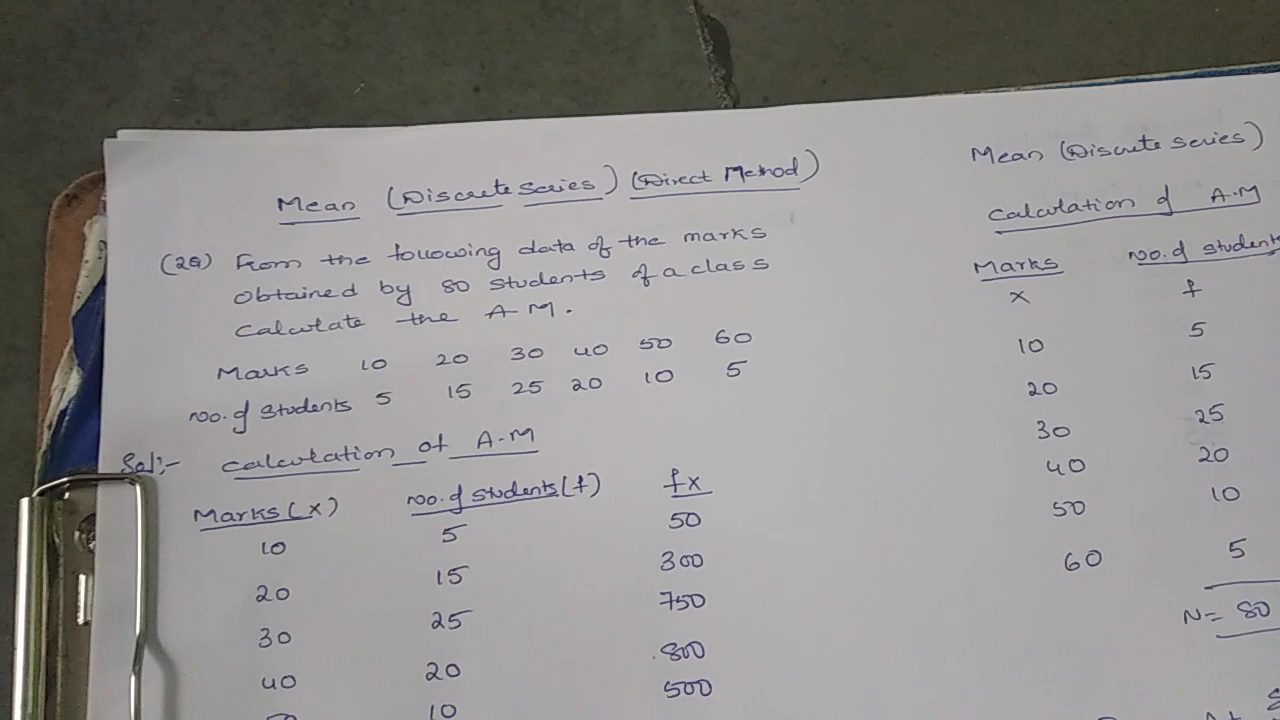 Mean (Discrete Series) (Direct Method)
(2Q) From the following data of the marks
obtained by 80 students of a class
Calculate the A-M.
Marks 10 20 30 40 50 60
No. of Students 5 15 25 20 10 5
Sol:- Calculation of A-M
Marks (x) No. of Students (f) fx
10 5 50
20 15 300
30 25 750
40 20 800
10 500
Mean (Discrete Series)
Calculation of A.M
Marks No. of Students
x f
10 5
20 15
30 25
40 20
50 10
60 5
N= 80